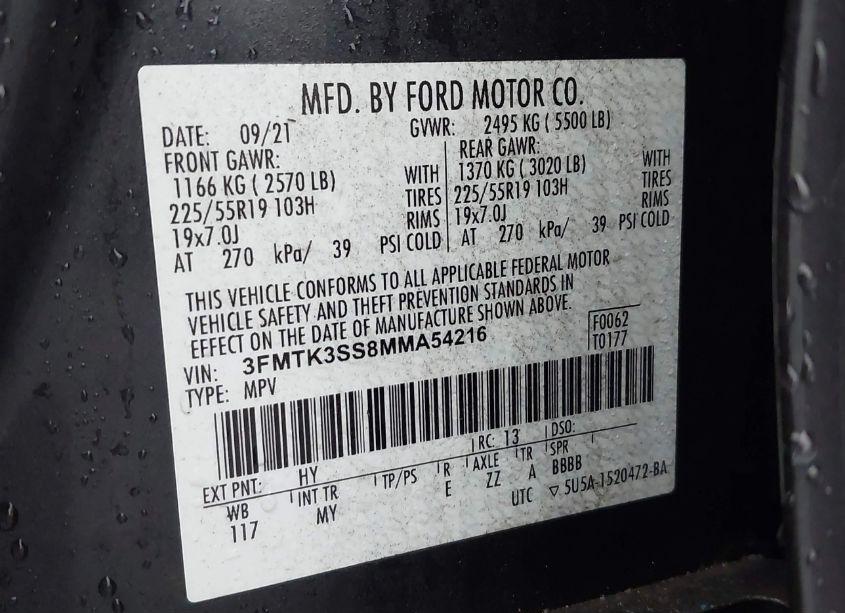 MFD. BY FORD MOTOR CO.
DATE: 09/21 GVWR: 2495 KG ( 5500 LB)
FRONT GAWR: REAR GAWR:
1166 KG ( 2570 LB) WITH 1370 KG ( 3020 LB) WITH
225/55R19 103H TIRES 225/55R19 103H TIRES
19x7.0J RIMS 19x7.0J RIMS
AT 270 kPa/ 39 PSI COLD AT 270 kPa/ 39 PSI COLD
THIS VEHICLE CONFORMS TO ALL APPLICABLE FEDERAL MOTOR
VEHICLE SAFETY AND THEFT PREVENTION STANDARDS IN
EFFECT ON THE DATE OF MANUFACTURE SHOWN ABOVE.
VIN: 3FMTK3SS8MMA54216 F0062
TYPE: MPV T0177
RC: 13 DSO:
EXT PNT: HY
WB INT TR TP/PS R AXLE TR SPR
117 MY E ZZ A BBBB
UTC ▽ 5U5A-1520472-BA